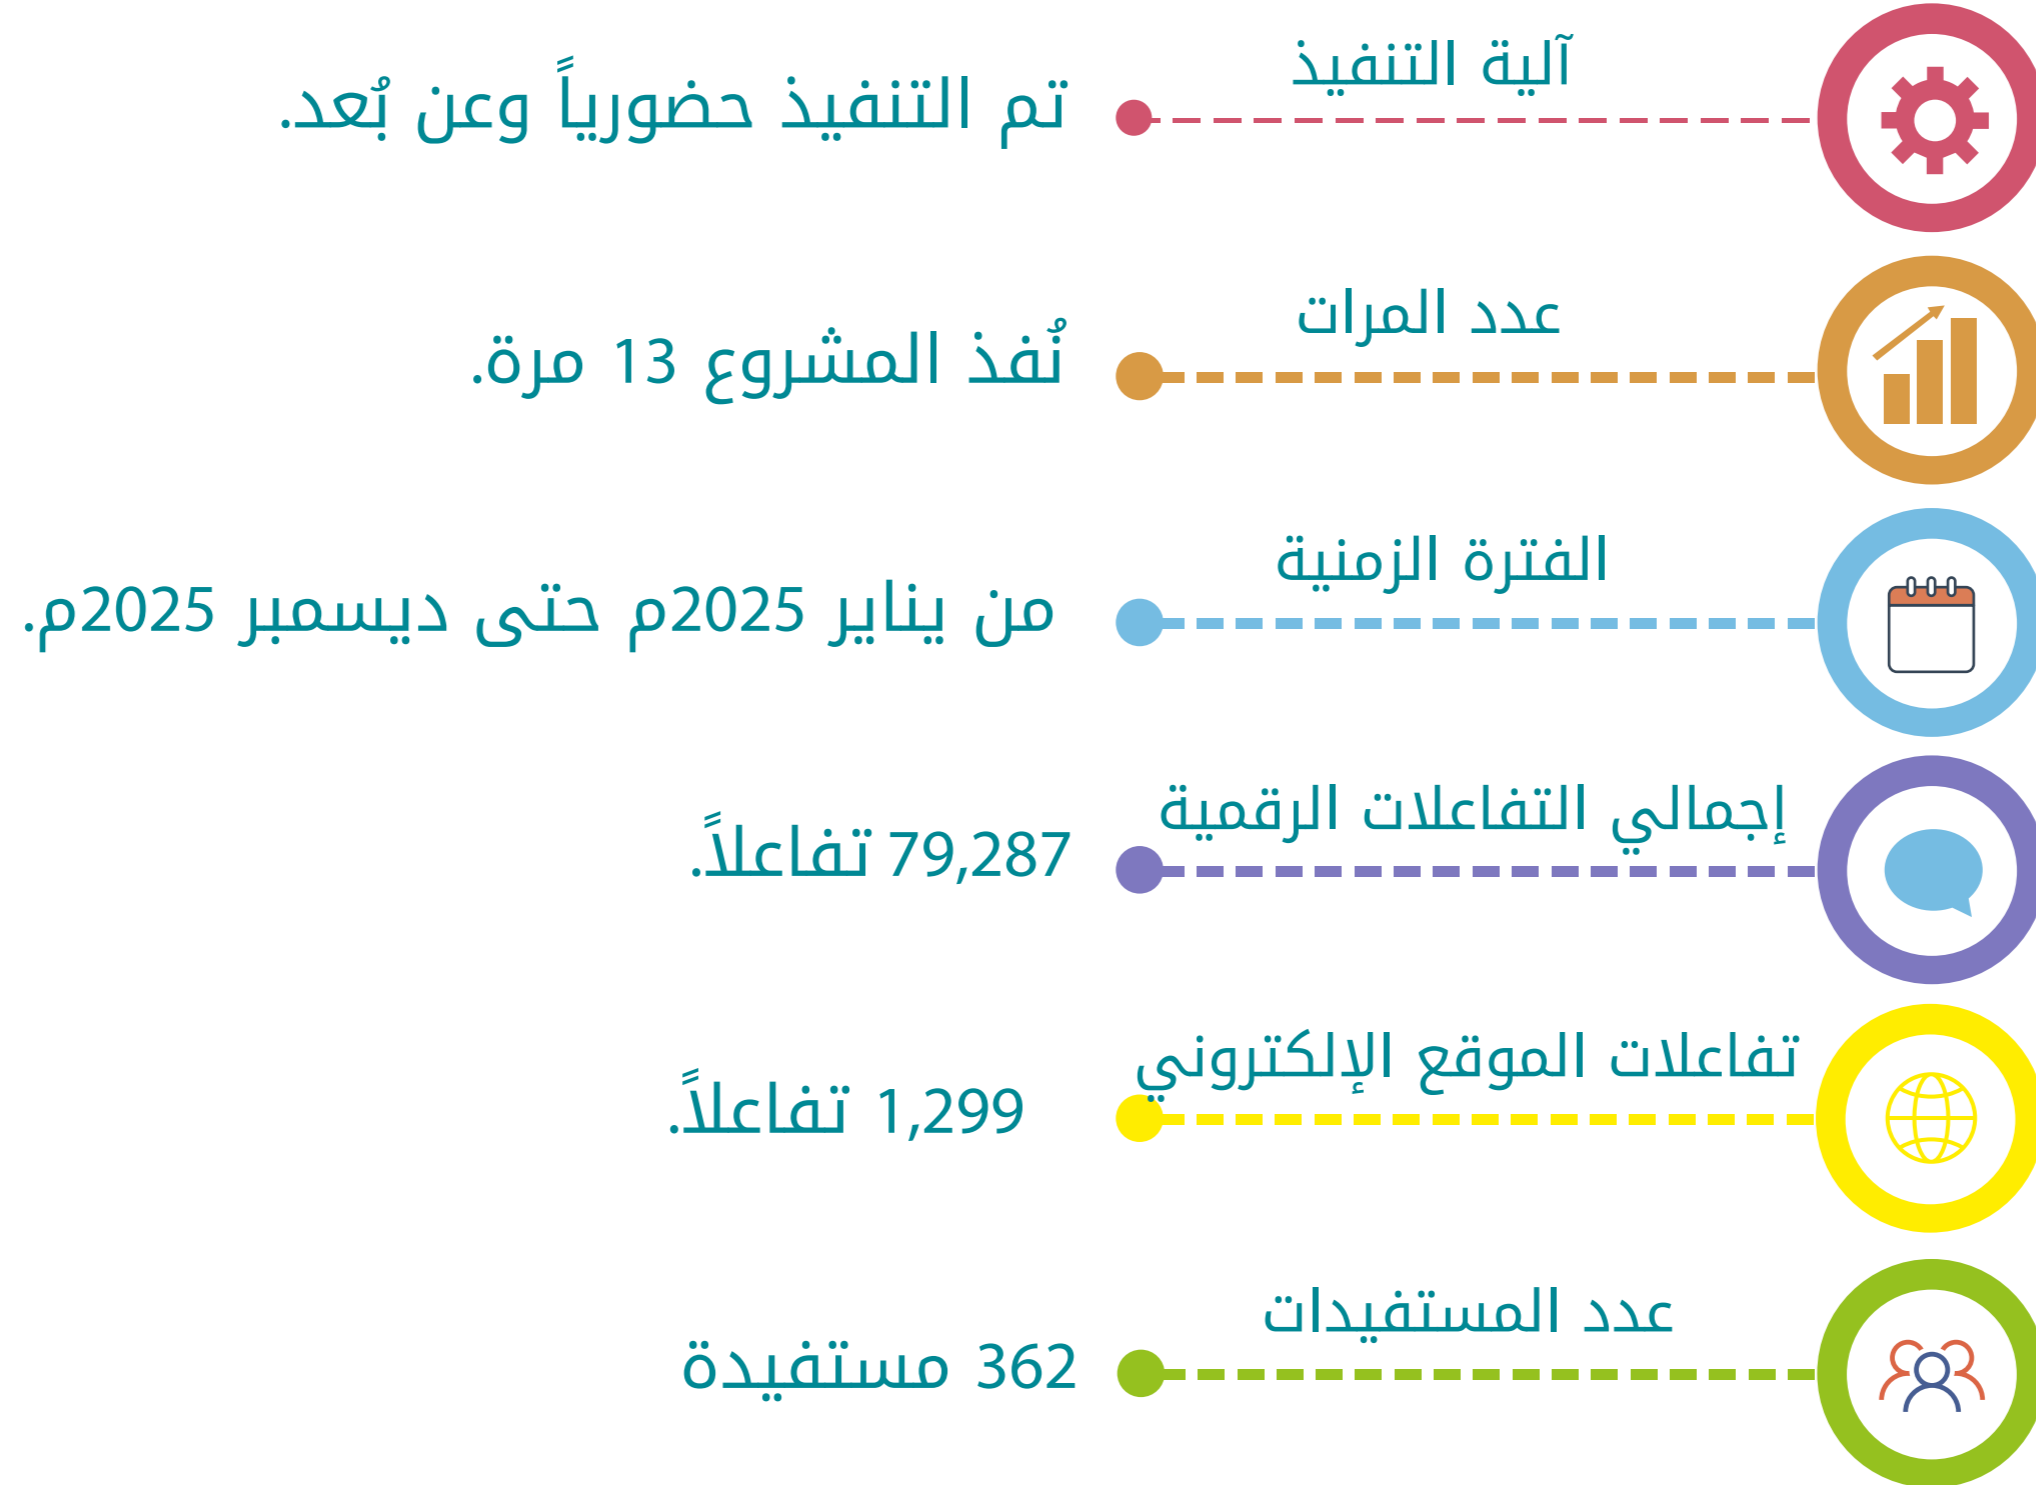 آلية التنفيذ
تم التنفيذ حضورياً وعن بُعد.
عدد المرات
نُفذ المشروع 13 مرة.
الفترة الزمنية
من يناير 2025م حتى ديسمبر 2025م.
إجمالي التفاعلات الرقمية
79,287 تفاعلاً.
تفاعلات الموقع الإلكتروني
1,299 تفاعلاً.
عدد المستفيدات
362 مستفيدة